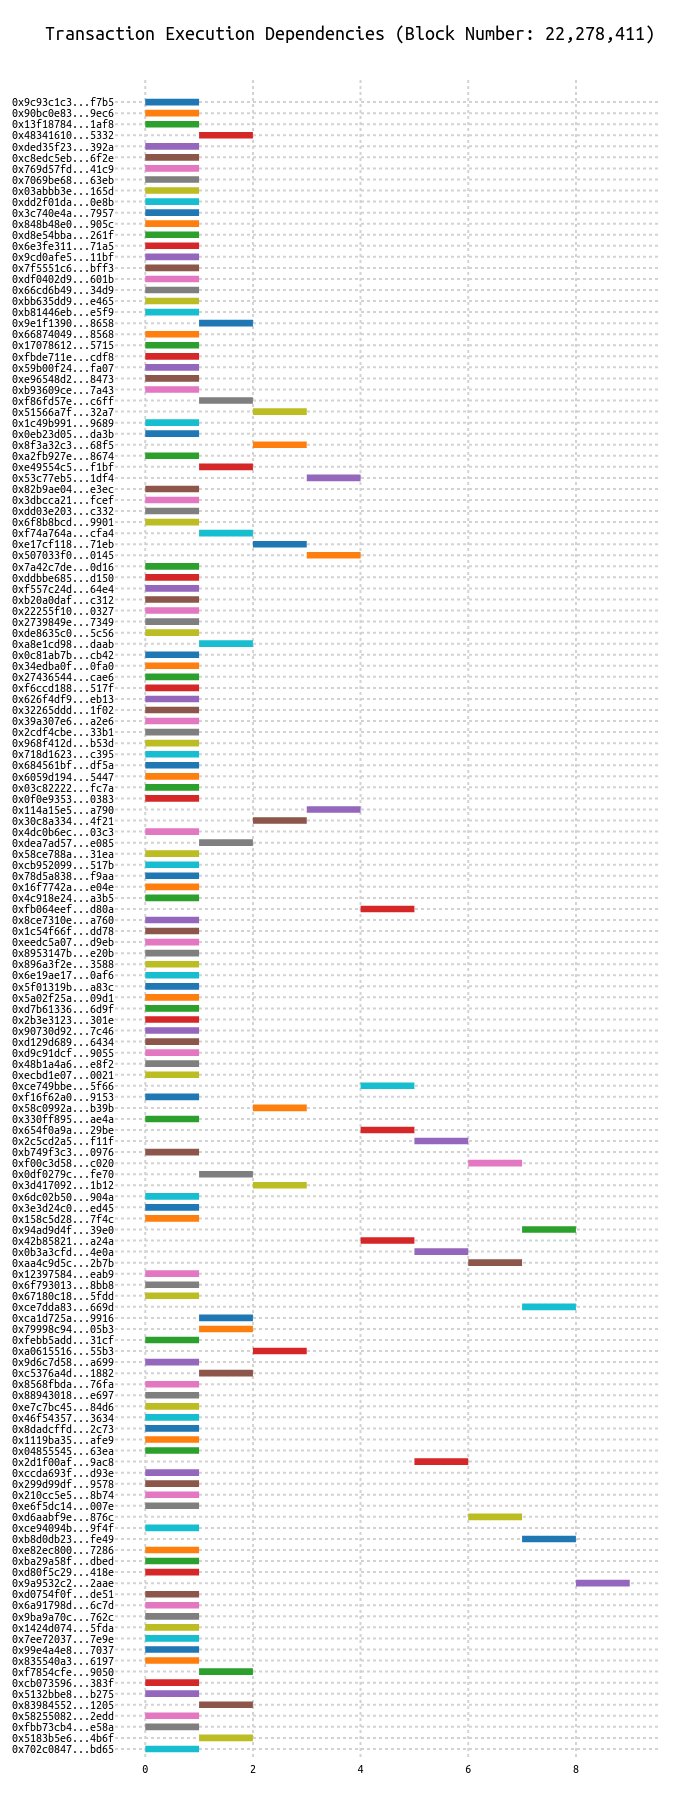 Transaction Execution Dependencies (Block Number: 22,278,411)
0x9c93c1c3...f7b5
0x90bc0e83...9ec6
0x13f18784...1af8
0x48341610...5332
0xded35f23...392a
0xc8edc5eb...6f2e
0x769d57fd...41c9
0x7069be68...63eb
0x03abbb3e...165d
0xdd2f01da...0e8b
0x3c740e4a...7957
0x848b48e0...905c
0xd8e54bba...261f
0x6e3fe311...71a5
0x9cd0afe5...11bf
0x7f5551c6...bff3
0xdf0402d9...601b
0x66cd6b49...34d9
0xbb635dd9...e465
0xb81446eb...e5f9
0x9e1f1390...8658
0x66874049...8568
0x17078612...5715
0xfbde711e...cdf8
0x59b00f24...fa07
0xe96548d2...8473
0xb93609ce...7a43
0xf86fd57e...c6ff
0x51566a7f...32a7
0x1c49b991...9689
0x0eb23d05...da3b
0x8f3a32c3...68f5
0xa2fb927e...8674
0xe49554c5...f1bf
0x53c77eb5...1df4
0x82b9ae04...e3ec
0x3dbcca21...fcef
0xdd03e203...c332
0x6f8b8bcd...9901
0xf74a764a...cfa4
0xe17cf118...71eb
0x507033f0...0145
0x7a42c7de...0d16
0xddbbe685...d150
0xf557c24d...64e4
0xb20a0daf...c312
0x22255f10...0327
0x2739849e...7349
0xde8635c0...5c56
0xa8e1cd98...daab
0x0c81ab7b...cb42
0x34edba0f...0fa0
0x27436544...cae6
0xf6ccd188...517f
0x626f4df9...eb13
0x32265ddd...1f02
0x39a307e6...a2e6
0x2cdf4cbe...33b1
0x968f412d...b53d
0x718d1623...c395
0x684561bf...df5a
0x6059d194...5447
0x03c82222...fc7a
0x0f0e9353...0383
0x114a15e5...a790
0x30c8a334...4f21
0x4dc0b6ec...03c3
0xdea7ad57...e085
0x58ce788a...31ea
0xcb952099...517b
0x78d5a838...f9aa
0x16f7742a...e04e
0x4c918e24...a3b5
0xfb064eef...d80a
0x8ce7310e...a760
0x1c54f66f...dd78
0xeedc5a07...d9eb
0x8953147b...e20b
0x896a3f2e...3588
0x6e19ae17...0af6
0x5f01319b...a83c
0x5a02f25a...09d1
0xd7b61336...6d9f
0x2b3e3123...301e
0x90730d92...7c46
0xd129d689...6434
0xd9c91dcf...9055
0x48b1a4a6...e8f2
0xecbd1e07...0021
0xce749bbe...5f66
0xf16f62a0...9153
0x58c0992a...b39b
0x330ff895...ae4a
0x654f0a9a...29be
0x2c5cd2a5...f11f
0xb749f3c3...0976
0xf00c3d58...c020
0x0df0279c...fe70
0x3d417092...1b12
0x6dc02b50...904a
0x3e3d24c0...ed45
0x158c5d28...7f4c
0x94ad9d4f...39e0
0x42b85821...a24a
0x0b3a3cfd...4e0a
0xaa4c9d5c...2b7b
0x12397584...eab9
0x6f793013...8bb8
0x67180c18...5fdd
0xce7dda83...669d
0xca1d725a...9916
0x79998c94...05b3
0xfebb5add...31cf
0xa0615516...55b3
0x9d6c7d58...a699
0xc5376a4d...1882
0x8568fbda...76fa
0x88943018...e697
0xe7c7bc45...84d6
0x46f54357...3634
0x8dadcffd...2c73
0x1119ba35...afe9
0x04855545...63ea
0x2d1f00af...9ac8
0xccda693f...d93e
0x299d99df...9578
0x210cc5e5...8b74
0xe6f5dc14...007e
0xd6aabf9e...876c
0xce94094b...9f4f
0xb8d0db23...fe49
0xe82ec800...7286
0xba29a58f...dbed
0xd80f5c29...418e
0x9a9532c2...2aae
0xd0754f0f...de51
0x6a91798d...6c7d
0x9ba9a70c...762c
0x1424d074...5fda
0x7ee72037...7e9e
0x99e4a4e8...7037
0x835540a3...6197
0xf7854cfe...9050
0xcb073596...383f
0x5132bbe8...b275
0x83984552...1205
0x58255082...2edd
0xfbb73cb4...e58a
0x5183b5e6...4b6f
0x702c0847...bd65
0 2 4 6 8